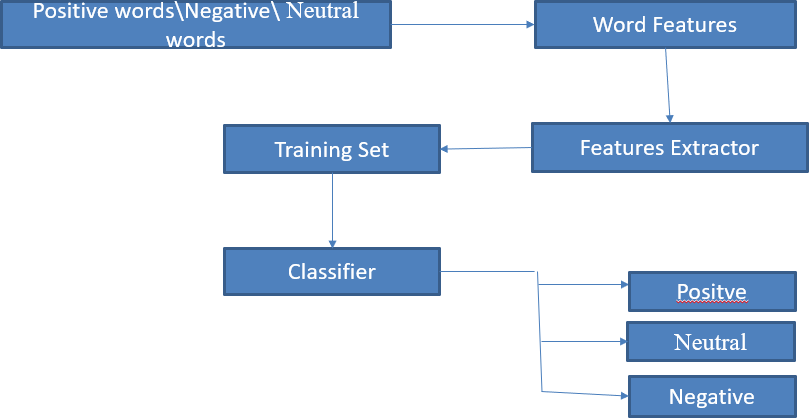 Positive words\Negative\ Neutral
words
Word Features
Training Set
Features Extractor
Classifier
Positve
Neutral
Negative